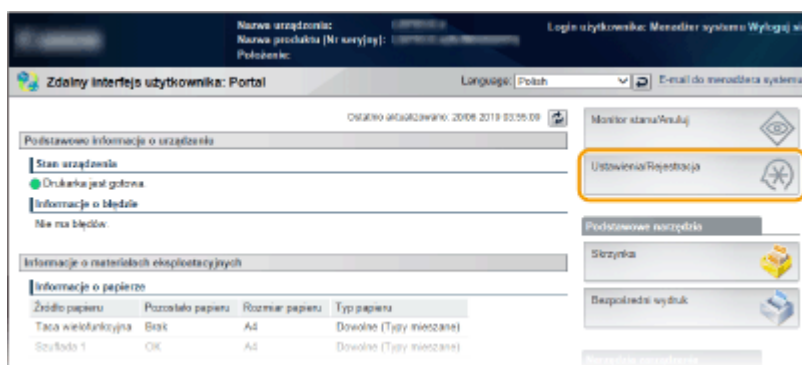 Nazwa urządzenia:
Nazwa produktu [Nr seryjny]:
Położenie:
Login użytkownika: Menedżer systemu Wyloguj się
Zdalny interfejs użytkownika: Portal
Language: Polish
E-mail do menedżera systemu
Ostatnio aktualizowano: 20/06 2019 03:55:09
Monitor stanu/Anuluj
Podstawowe informacje o urządzeniu
Stan urządzenia
Drukarka jest gotowa.
Informacje o błędzie
Nie ma błędów.
Ustawienia/Rejestracja
Podstawowe narzędzia
Skrzynka
Bezpośredni wydruk
Informacje o materiałach eksploatacyjnych
Informacje o papierze
Źródło papieru Pozostało papieru Rozmiar papieru Typ papieru
Taca wielofunkcyjna Brak A4 Dowolne (Typy mieszane)
Szuflada 1 OK A4 Dowolne (Typy mieszane)
Narzędzia zarządzania